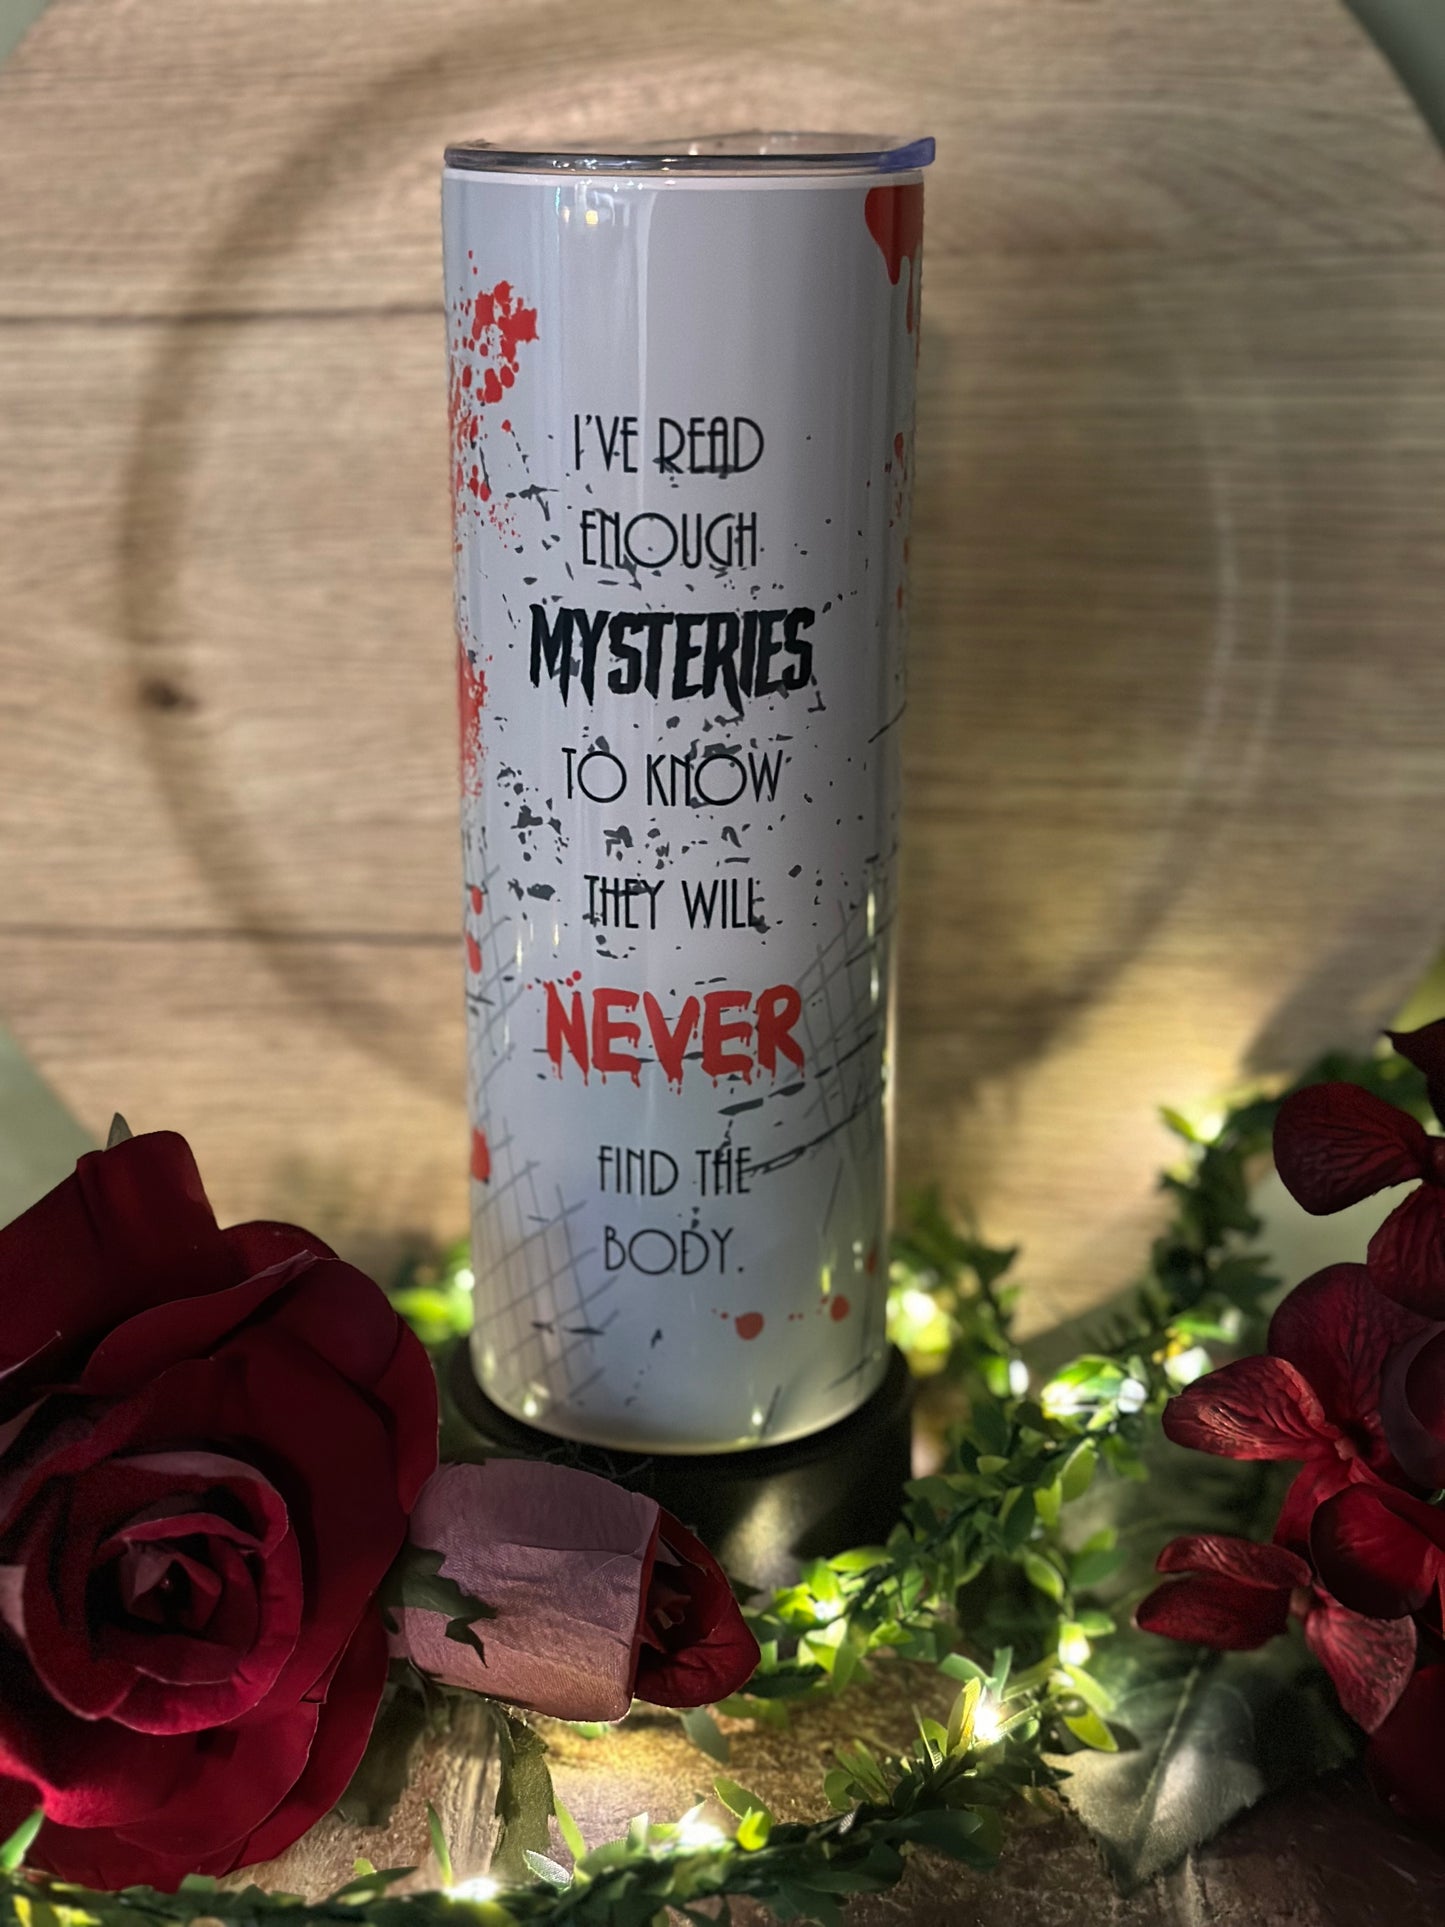 I'VE READ
ENOUGH
MYSTERIES
TO KNOW
THEY WILL
NEVER
FIND THE
BODY.